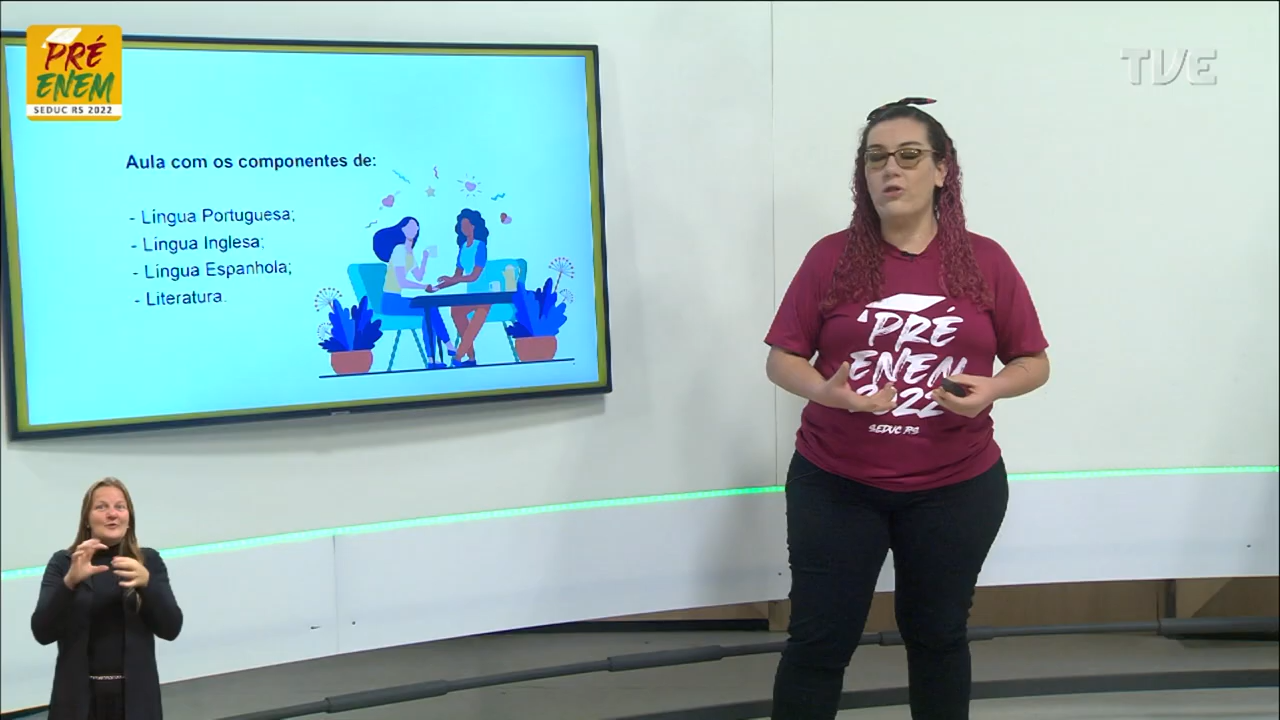 PRÉ
ENEM
SEDUC RS 2022
TVE
Aula com os componentes de:
- Língua Portuguesa;
- Língua Inglesa;
- Língua Espanhola;
- Literatura.
PRÉ
ENEM
2022
SEDUC RS